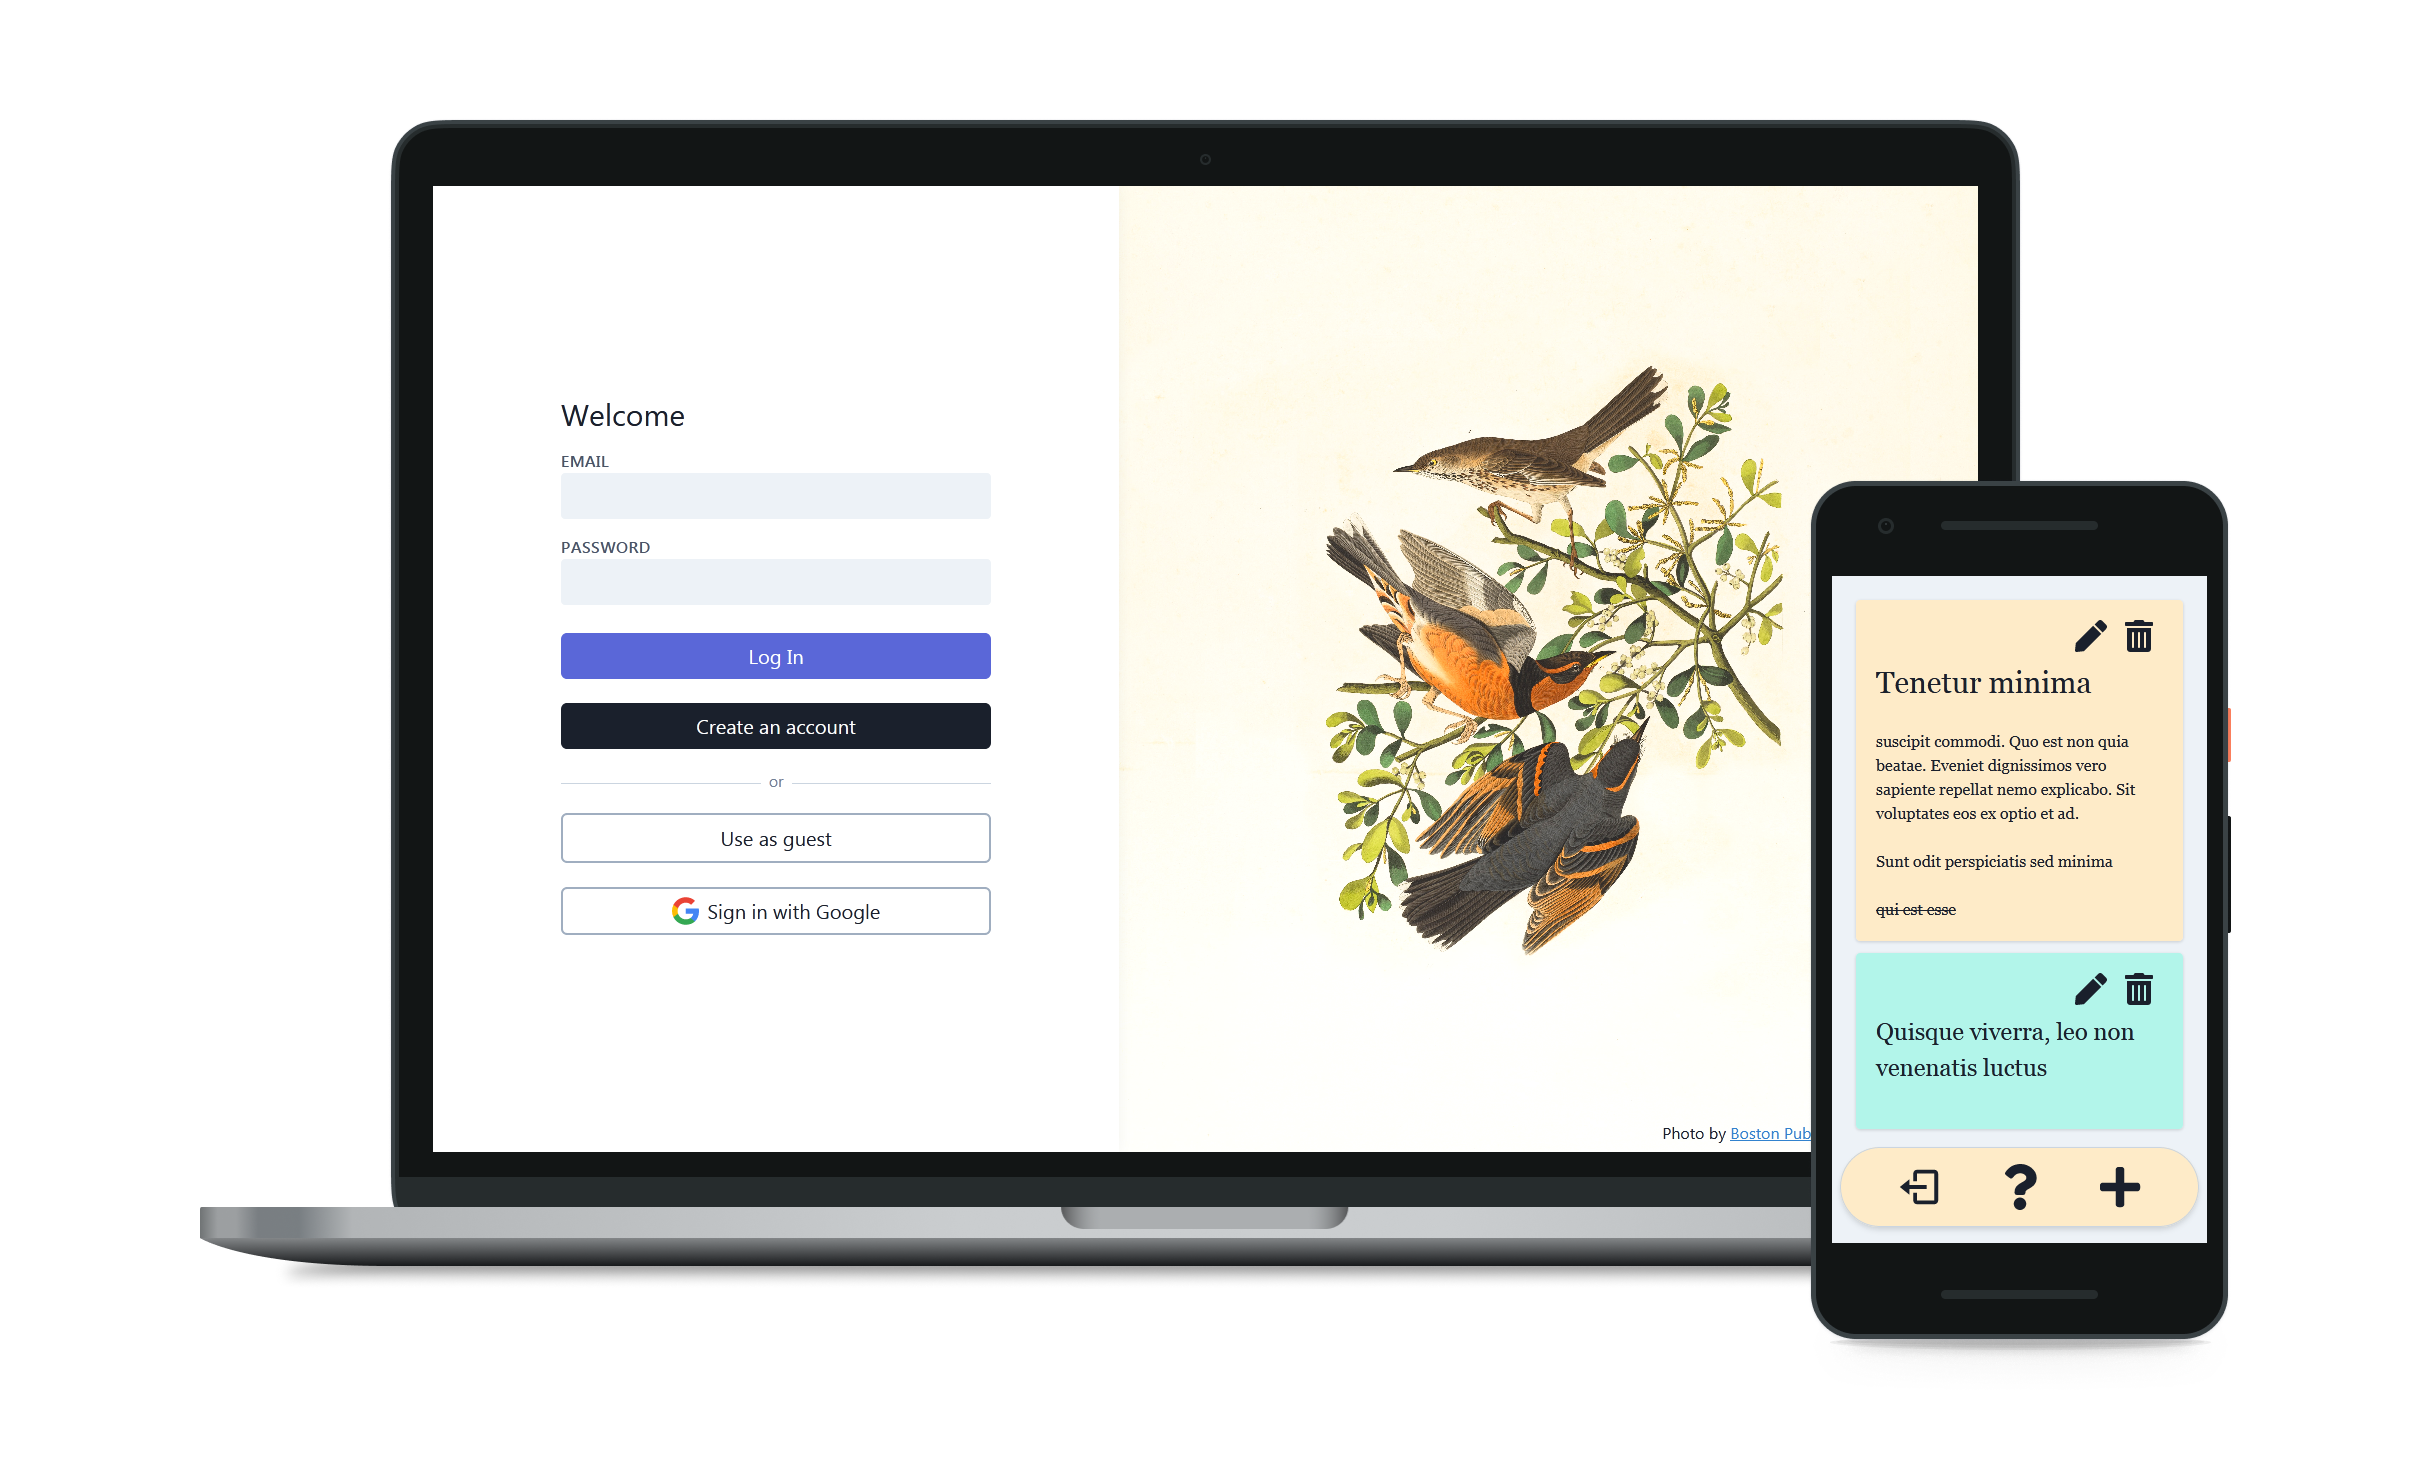 Welcome
EMAIL
PASSWORD
Log In
Create an account
or
Use as guest
Sign in with Google
Photo by Boston
Tenetur minima
suscipit commodi. Quo est non quia
beatae. Eveniet dignissimos vero
sapiente repellat nemo explicabo. Sit
voluptates eos ex optio et ad.
Sunt odit perspiciatis sed minima
qui est esse
Quisque viverra, leo non
venenatis luctus